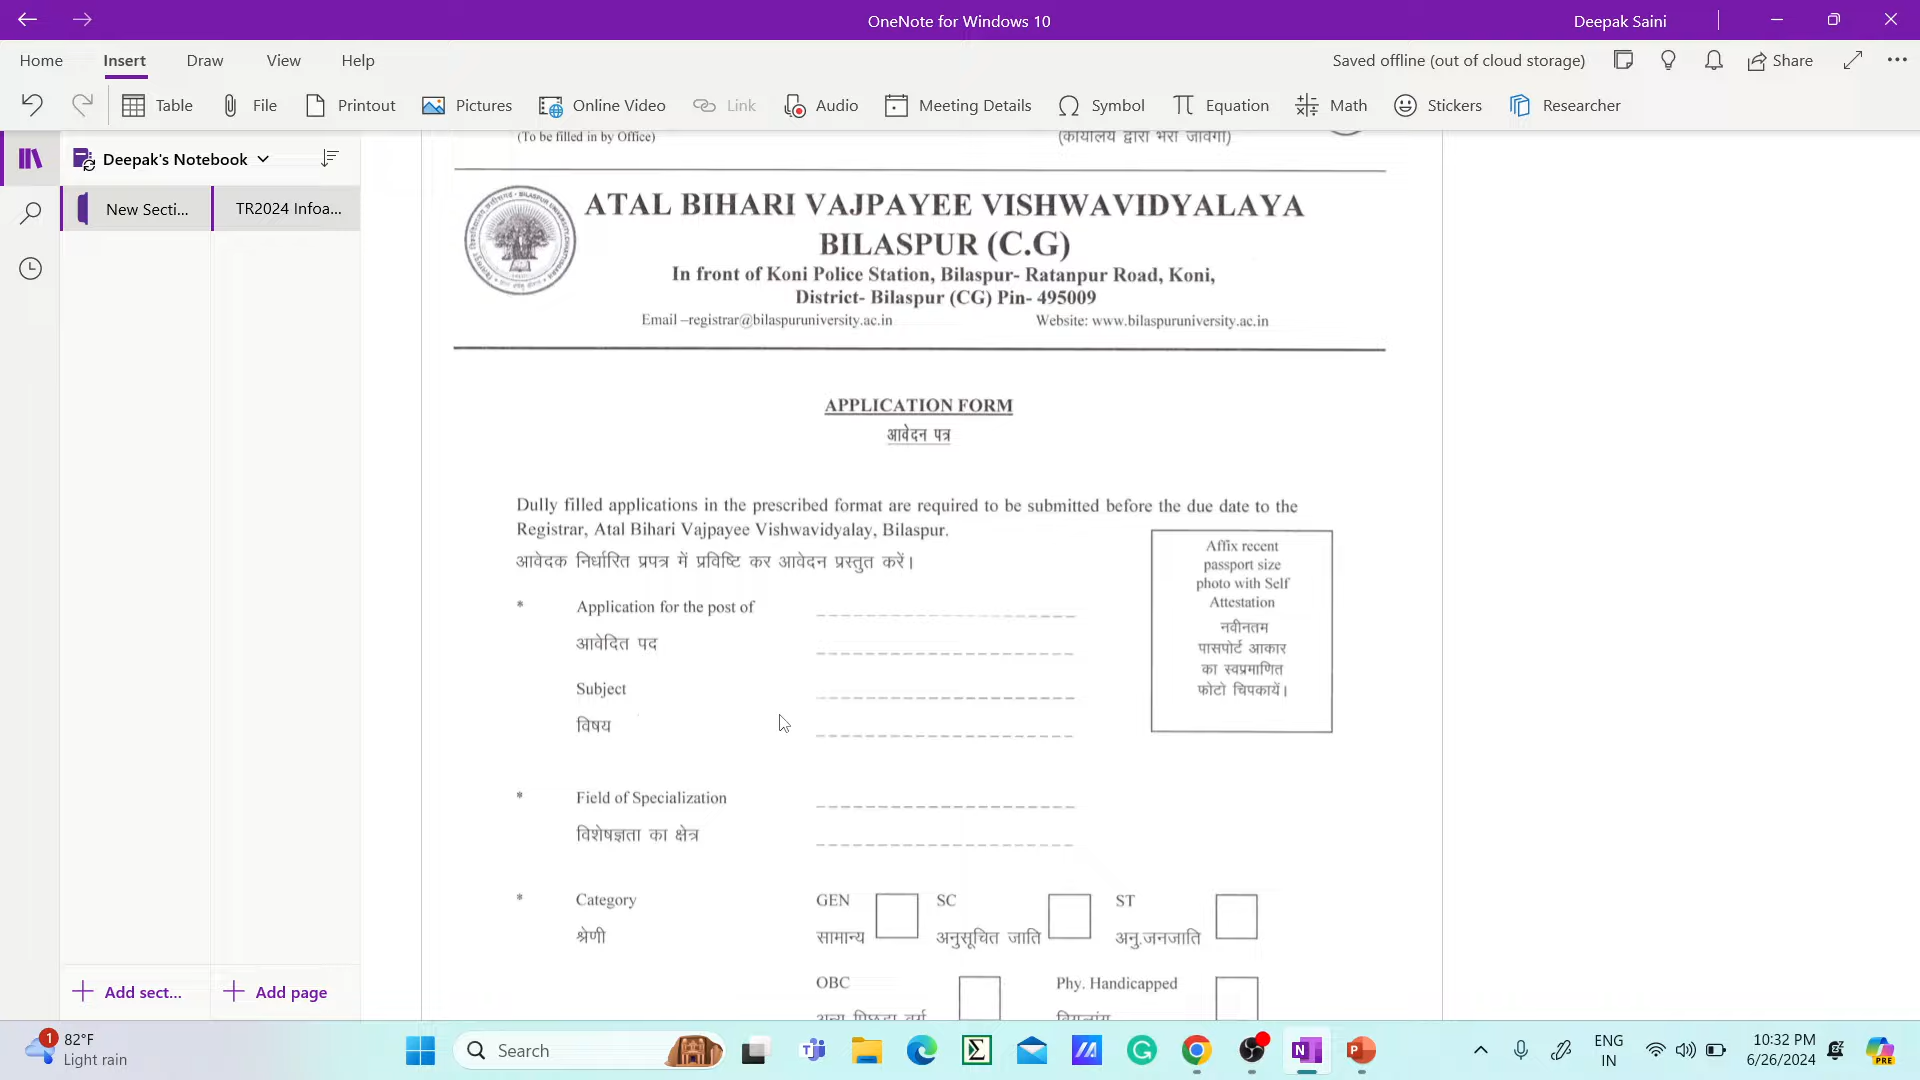 OneNote for Windows 10
Deepak Saini
Home
Insert
Draw
View
Help
Saved offline (out of cloud storage)
Share
Table
File
Printout
Pictures
Online Video
Link
Audio
Meeting Details
Symbol
Equation
Math
Stickers
Researcher
Deepak's Notebook
New Secti...
TR2024 Infoa...
(To be filled in by Office)
(कार्यालय द्वारा भरा जावेगा)
ATAL BIHARI VAJPAYEE VISHWAVIDYALAYA
BILASPUR (C.G)
In front of Koni Police Station, Bilaspur- Ratanpur Road, Koni,
District- Bilaspur (CG) Pin- 495009
Email –registrar@bilaspuruniversity.ac.in
Website: www.bilaspuruniversity.ac.in
APPLICATION FORM
आवेदन पत्र
Dully filled applications in the prescribed format are required to be submitted before the due date to the
Registrar, Atal Bihari Vajpayee Vishwavidyalay, Bilaspur.
आवेदक निर्धारित प्रपत्र में प्रविष्टि कर आवेदन प्रस्तुत करें।
Affix recent
passport size
photo with Self
Attestation
नवीनतम
पासपोर्ट आकार
का स्वप्रमाणित
फोटो चिपकायें।
* Application for the post of
आवेदित पद
Subject
विषय
* Field of Specialization
विशेषज्ञता का क्षेत्र
* Category GEN SC ST
श्रेणी सामान्य अनुसूचित जाति अनु.जनजाति
OBC Phy. Handicapped
अन्य पिछड़ा वर्ग विकलांग
Add sect...
Add page
1
82°F
Light rain
Search
ENG
IN
10:32 PM
6/26/2024
PRE